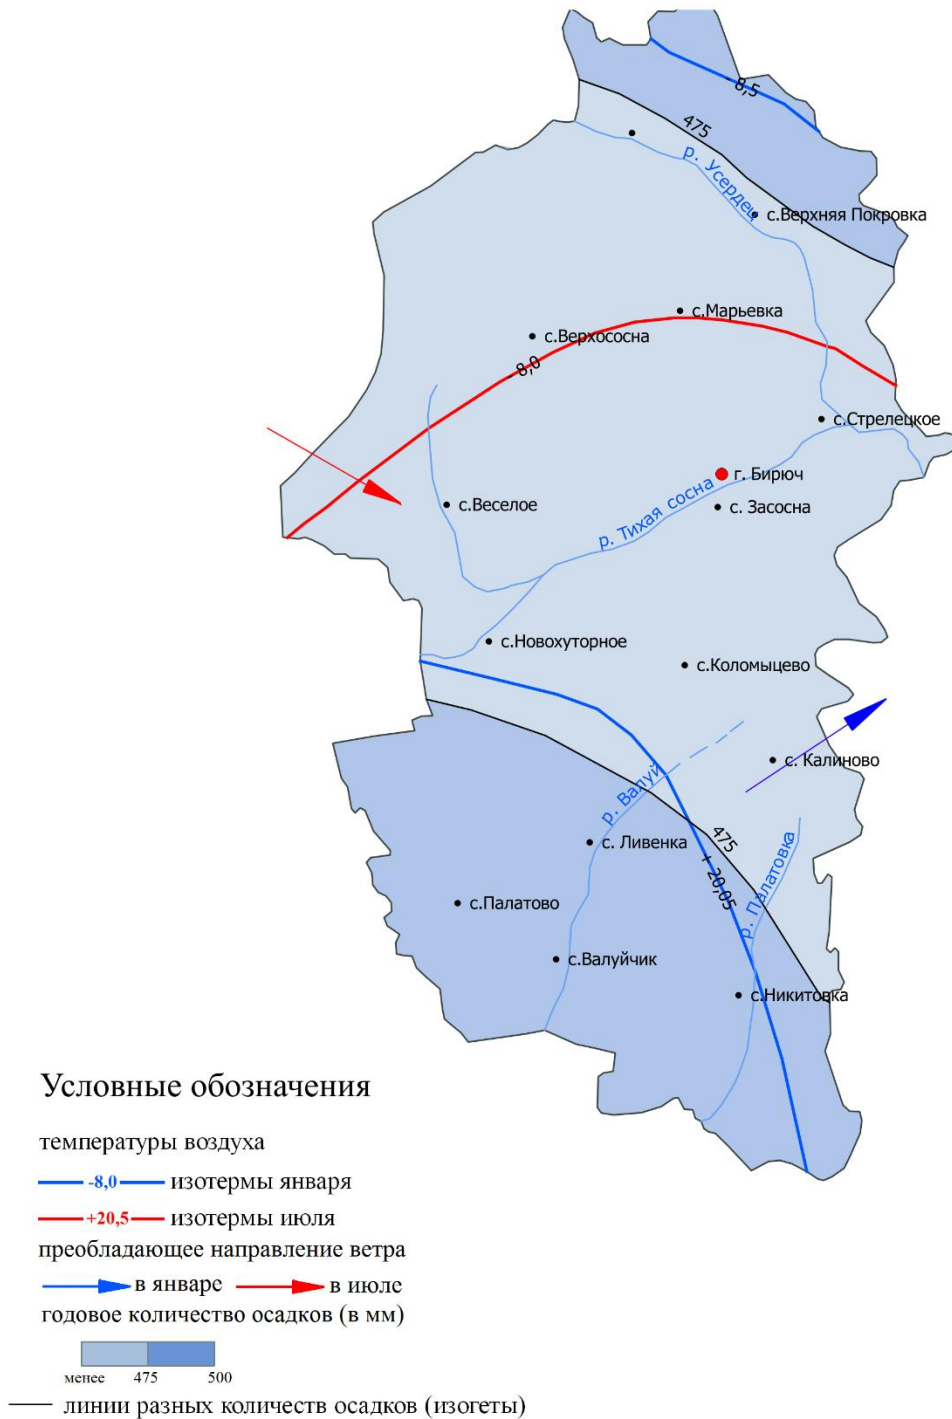 - 8,5
475
р. Усердец
с.Верхняя Покровка
с.Марьевка
с.Верхососна
- 8,0
с.Стрелецкое
г. Бирюч
с.Веселое
с. Засосна
р. Тихая сосна
с.Новохуторное
с.Коломыцево
с. Калиново
р. Валуй
475
с. Ливенка
+ 20,05
р. Палатовка
с.Палатово
с.Валуйчик
с.Никитовка
Условные обозначения
температуры воздуха
-8,0 изотермы января
+20,5 изотермы июля
преобладающее направление ветра
в январе в июле
годовое количество осадков (в мм)
менее 475 500
линии разных количеств осадков (изогеты)